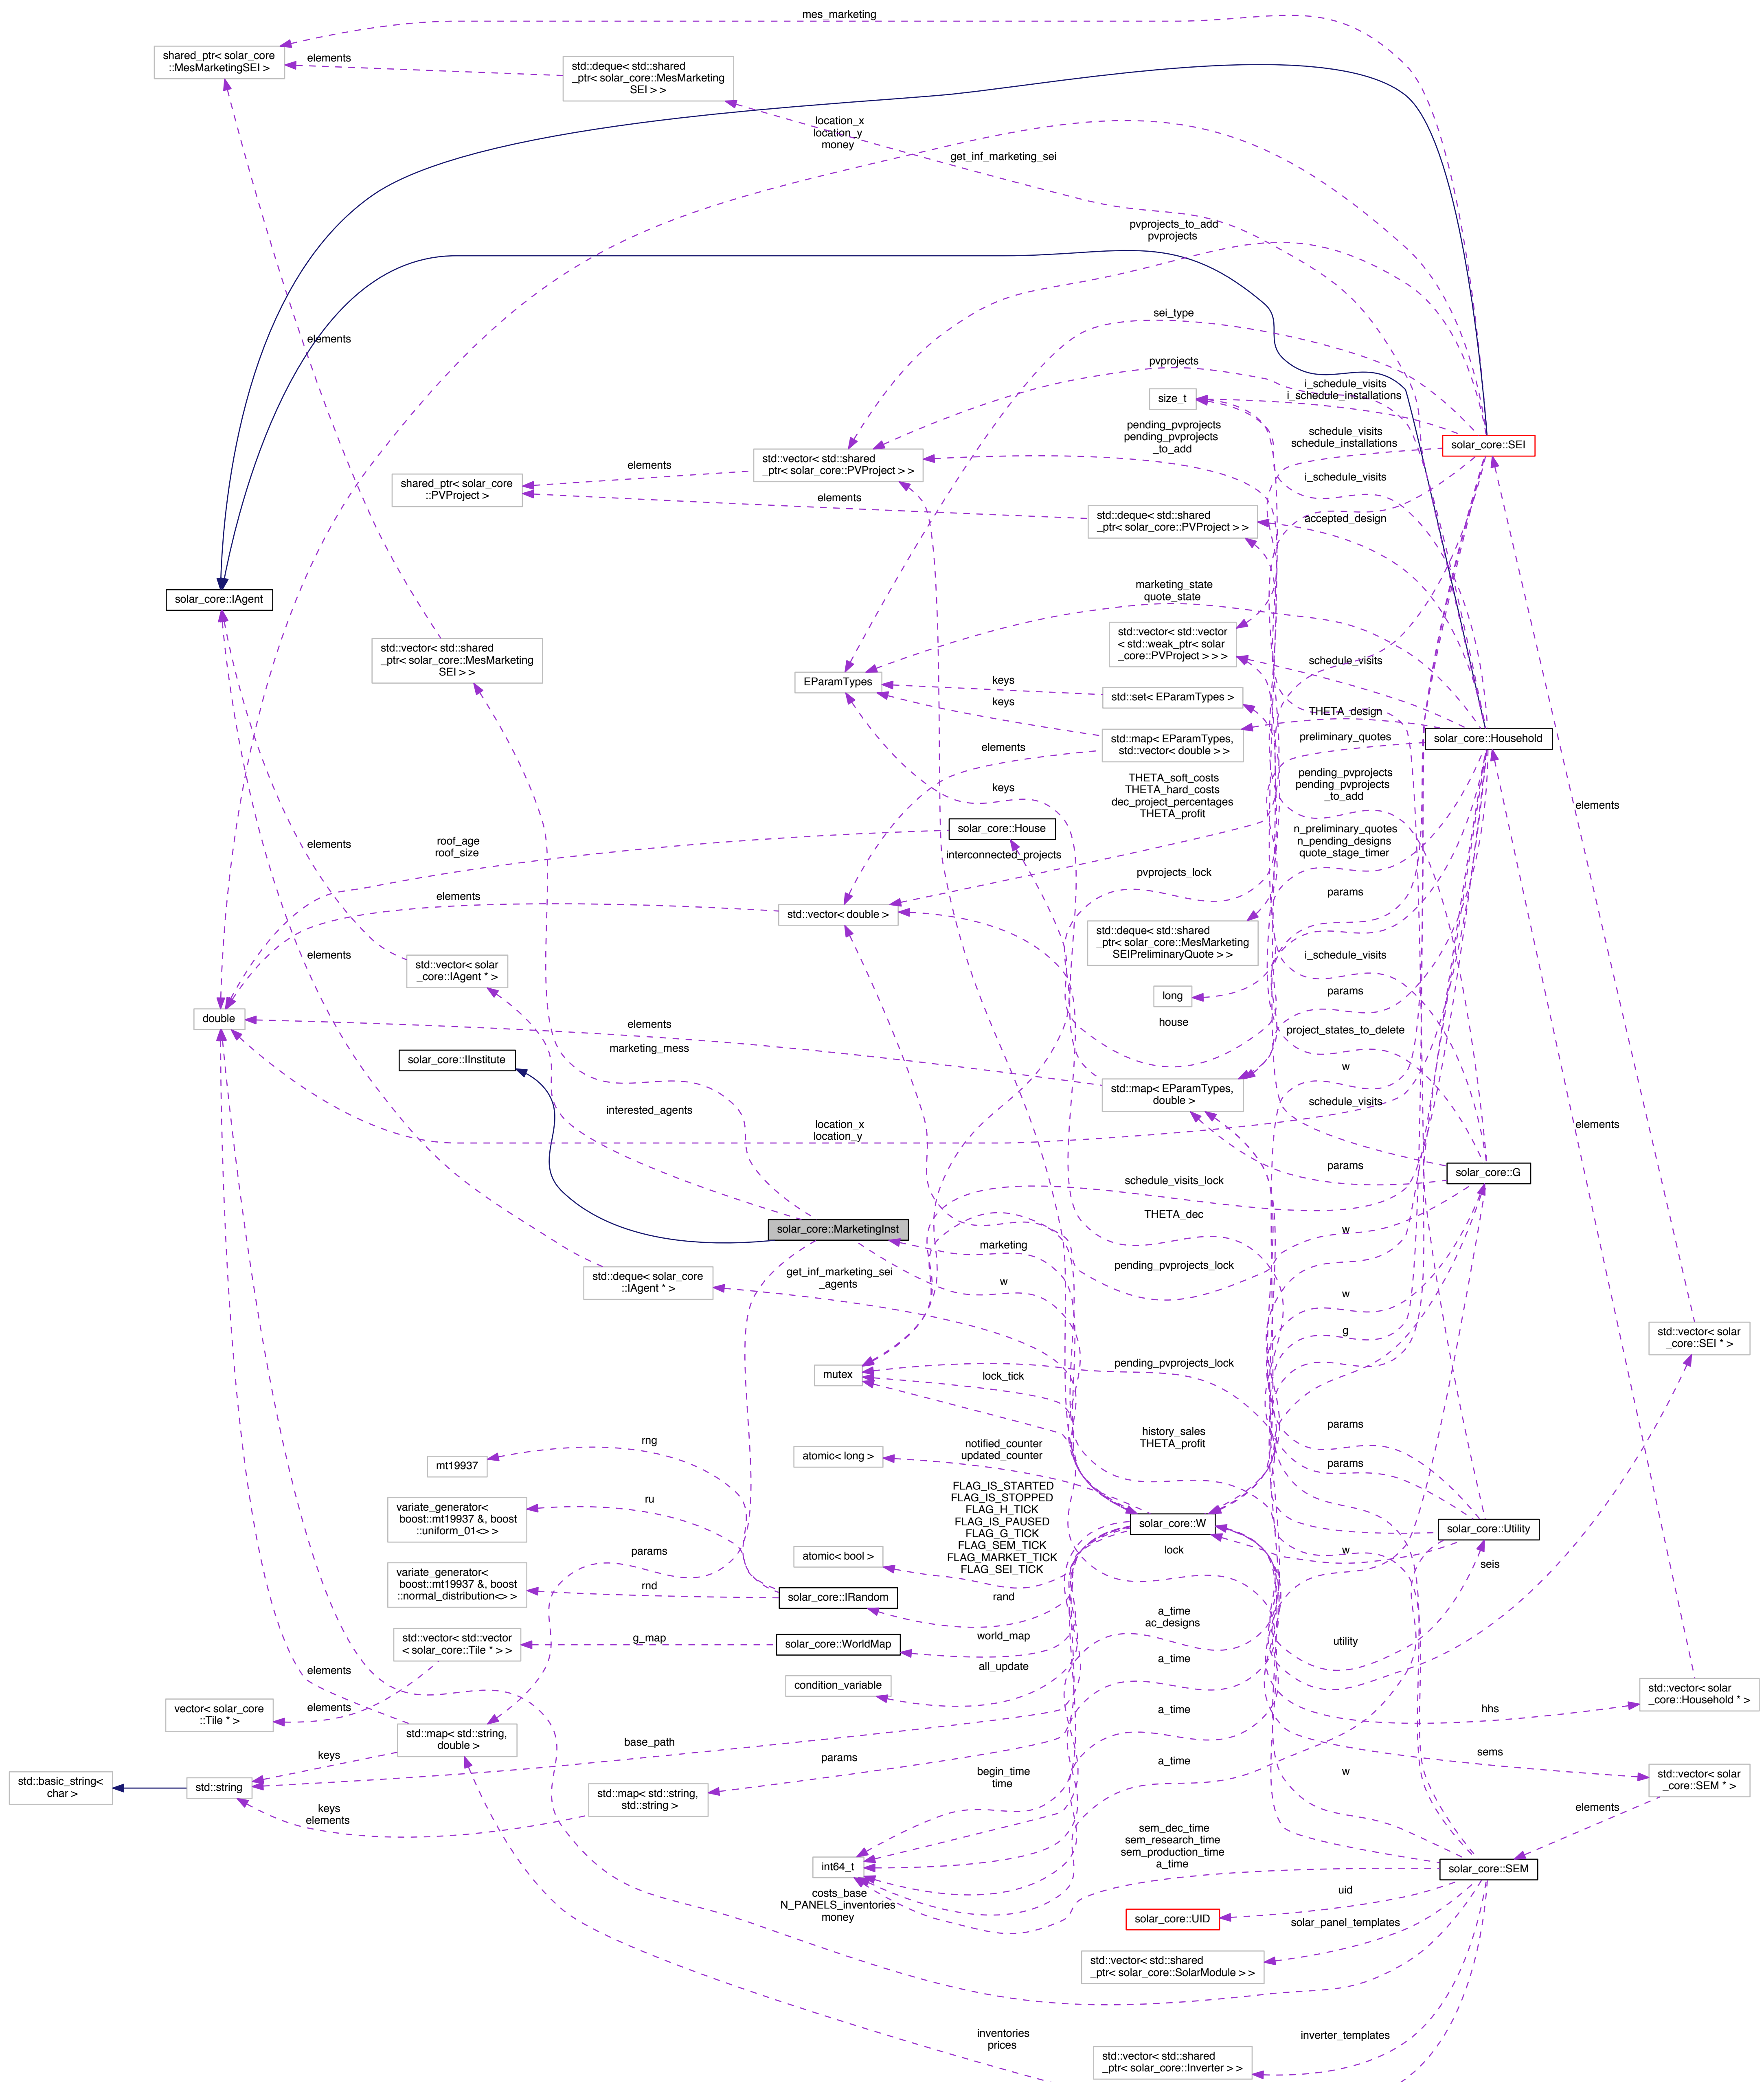 mes_marketing
shared_ptr< solar_core
::MesMarketingSEI >
elements
std::deque< std::shared
_ptr< solar_core::MesMarketing
SEI > >
location_x
location_y
money
get_inf_marketing_sei
pvprojects_to_add
pvprojects
sei_type
elements
pvprojects
size_t
i_schedule_visits
i_schedule_installations
pending_pvprojects
pending_pvprojects
_to_add
schedule_visits
schedule_installations
solar_core::SEI
std::vector< std::shared
_ptr< solar_core::PVProject > >
elements
shared_ptr< solar_core
::PVProject >
elements
i_schedule_visits
std::deque< std::shared
_ptr< solar_core::PVProject > >
accepted_design
solar_core::IAgent
marketing_state
quote_state
std::vector< std::shared
_ptr< solar_core::MesMarketing
SEI > >
std::vector< std::vector
< std::weak_ptr< solar
_core::PVProject > > >
schedule_visits
EParamTypes
keys
std::set< EParamTypes >
keys
THETA_design
solar_core::Household
elements
std::map< EParamTypes,
std::vector< double > >
preliminary_quotes
THETA_soft_costs
THETA_hard_costs
dec_project_percentages
THETA_profit
keys
pending_pvprojects
pending_pvprojects
_to_add
elements
solar_core::House
roof_age
roof_size
elements
interconnected_projects
n_preliminary_quotes
n_pending_designs
quote_stage_timer
pvprojects_lock
params
elements
std::vector< double >
std::deque< std::shared
_ptr< solar_core::MesMarketing
SEIPreliminaryQuote > >
elements
std::vector< solar
_core::IAgent * >
i_schedule_visits
long
params
double
elements
house
project_states_to_delete
solar_core::IInstitute
marketing_mess
w
std::map< EParamTypes,
double >
interested_agents
location_x
location_y
schedule_visits
elements
params
solar_core::G
schedule_visits_lock
THETA_dec
solar_core::MarketingInst
marketing
w
get_inf_marketing_sei
_agents
w
pending_pvprojects_lock
std::deque< solar_core
::IAgent * >
w
g
std::vector< solar
_core::SEI * >
mutex
lock_tick
pending_pvprojects_lock
history_sales
THETA_profit
params
params
rng
mt19937
atomic< long >
notified_counter
updated_counter
ru
variate_generator<
boost::mt19937 &, boost
::uniform_01<> >
FLAG_IS_STARTED
FLAG_IS_STOPPED
FLAG_H_TICK
FLAG_IS_PAUSED
FLAG_G_TICK
FLAG_SEM_TICK
FLAG_MARKET_TICK
FLAG_SEI_TICK
solar_core::W
solar_core::Utility
params
atomic< bool >
lock
w
seis
variate_generator<
boost::mt19937 &, boost
::normal_distribution<> >
rnd
solar_core::IRandom
rand
a_time
ac_designs
std::vector< std::vector
< solar_core::Tile * > >
g_map
solar_core::WorldMap
world_map
utility
all_update
a_time
elements
condition_variable
std::vector< solar
_core::Household * >
vector< solar_core
::Tile * >
elements
a_time
hhs
std::map< std::string,
double >
base_path
keys
params
a_time
sems
std::basic_string<
char >
std::string
begin_time
time
w
std::vector< solar
_core::SEM * >
keys
elements
std::map< std::string,
std::string >
elements
sem_dec_time
sem_research_time
sem_production_time
a_time
int64_t
solar_core::SEM
costs_base
N_PANELS_inventories
money
uid
solar_core::UID
solar_panel_templates
std::vector< std::shared
_ptr< solar_core::SolarModule > >
inventories
prices
inverter_templates
std::vector< std::shared
_ptr< solar_core::Inverter > >